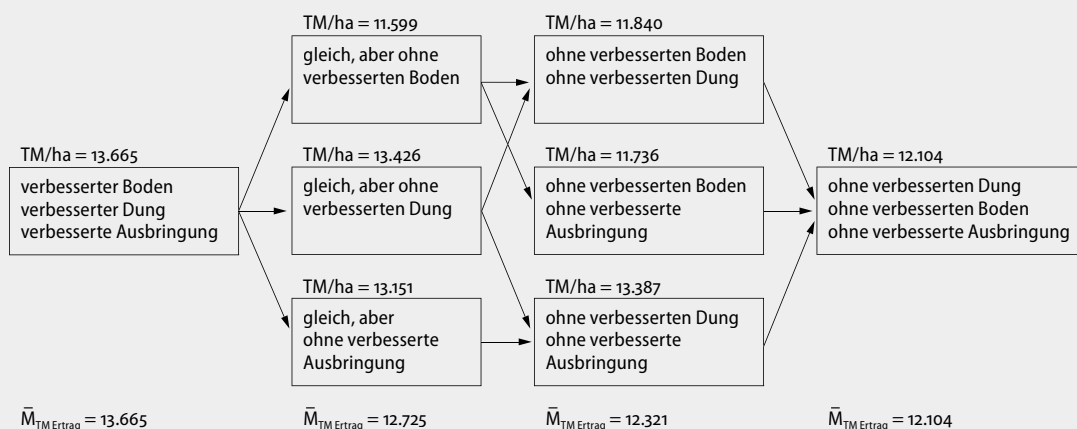 TM/ha = 13.665
verbesserter Boden
verbesserter Dung
verbesserte Ausbringung
TM/ha = 11.599
gleich, aber ohne
verbesserten Boden
TM/ha = 13.426
gleich, aber ohne
verbesserten Dung
TM/ha = 13.151
gleich, aber
ohne verbesserte
Ausbringung
TM/ha = 11.840
ohne verbesserten Boden
ohne verbesserten Dung
TM/ha = 11.736
ohne verbesserten Boden
ohne verbesserte
Ausbringung
TM/ha = 13.387
ohne verbesserten Dung
ohne verbesserte
Ausbringung
TM/ha = 12.104
ohne verbesserten Dung
ohne verbesserten Boden
ohne verbesserte Ausbringung
M̄TM Ertrag = 13.665
M̄TM Ertrag = 12.725
M̄TM Ertrag = 12.321
M̄TM Ertrag = 12.104